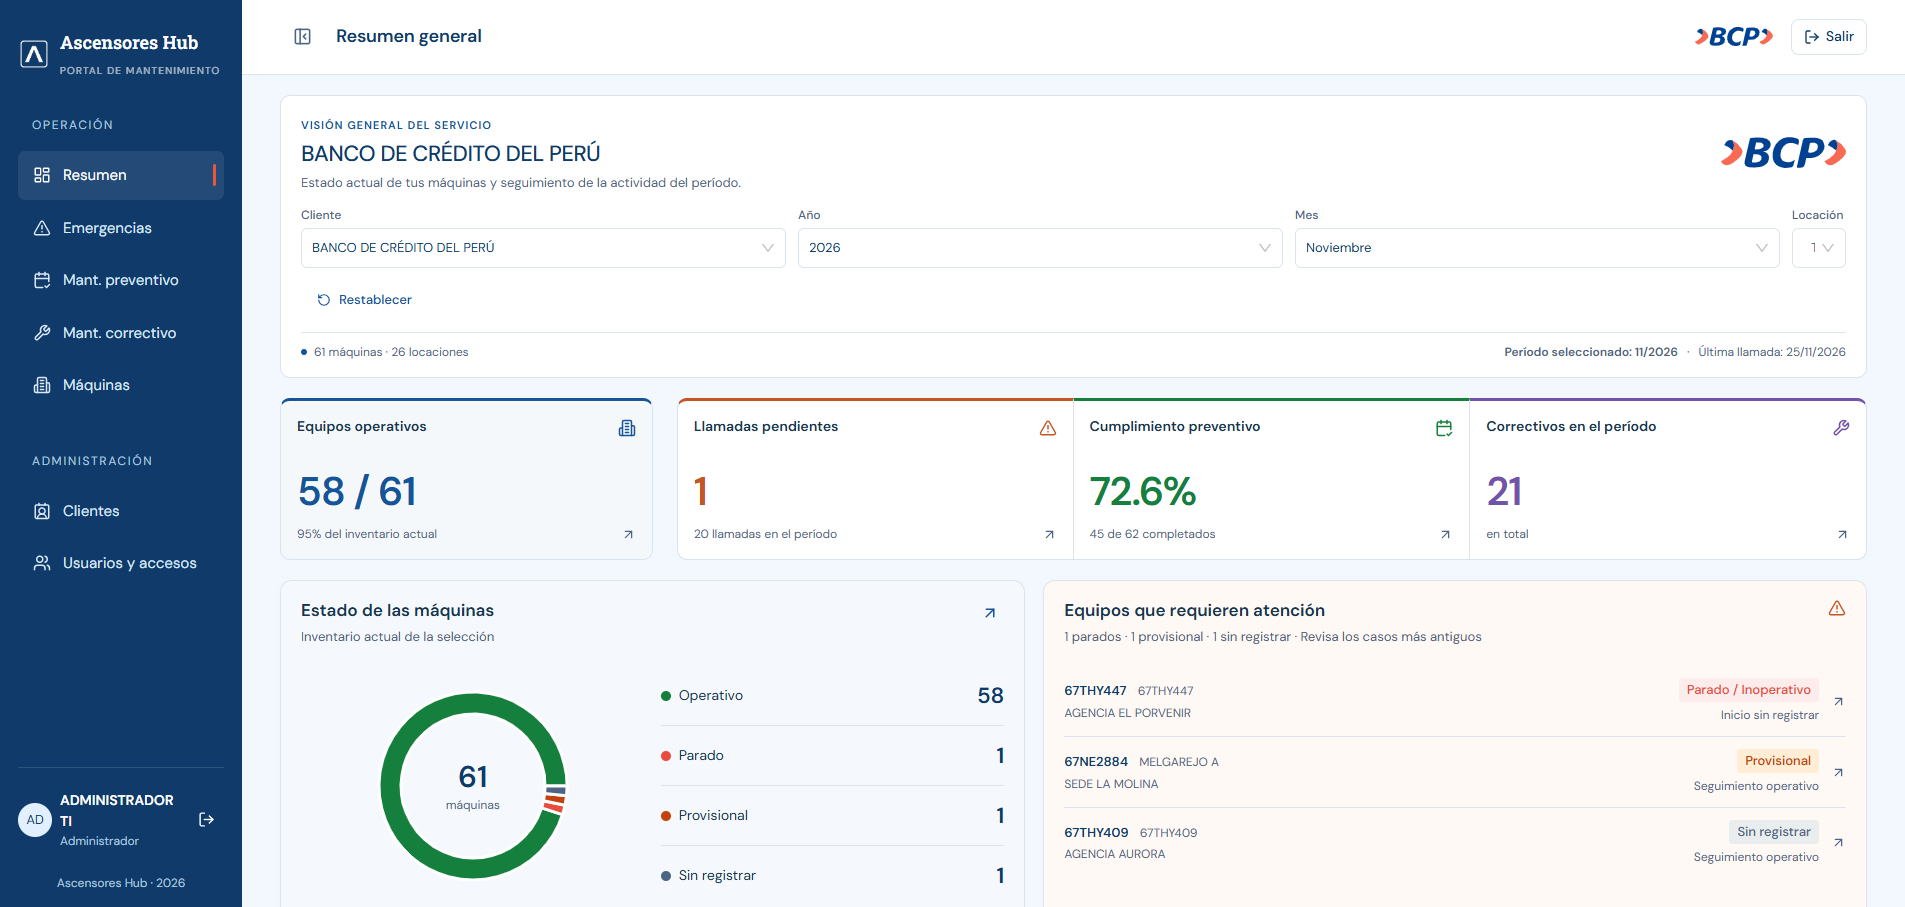 Ascensores Hub
PORTAL DE MANTENIMIENTO
OPERACIÓN
Resumen
Emergencias
Mant. preventivo
Mant. correctivo
Máquinas
ADMINISTRACIÓN
Clientes
Usuarios y accesos
AD
ADMINISTRADOR
TI
Administrador
Ascensores Hub · 2026
Resumen general
BCP
Salir
VISIÓN GENERAL DEL SERVICIO
BANCO DE CRÉDITO DEL PERÚ
Estado actual de tus máquinas y seguimiento de la actividad del período.
BCP
Cliente
BANCO DE CRÉDITO DEL PERÚ
Año
2026
Mes
Noviembre
Locación
Restablecer
61 máquinas · 26 locaciones
Período seleccionado: 11/2026 · Última llamada: 25/11/2026
Equipos operativos
58 / 61
95% del inventario actual
Llamadas pendientes
1
20 llamadas en el período
Cumplimiento preventivo
72.6%
45 de 62 completados
Correctivos en el período
21
en total
Estado de las máquinas
Inventario actual de la selección
61
máquinas
Operativo 58
Parado 1
Provisional 1
Sin registrar 1
Equipos que requieren atención
1 parados · 1 provisional · 1 sin registrar · Revisa los casos más antiguos
67THY447 67THY447
AGENCIA EL PORVENIR
Parado / Inoperativo
Inicio sin registrar
67NE2884 MELGAREJO A
SEDE LA MOLINA
Provisional
Seguimiento operativo
67THY409 67THY409
AGENCIA AURORA
Sin registrar
Seguimiento operativo